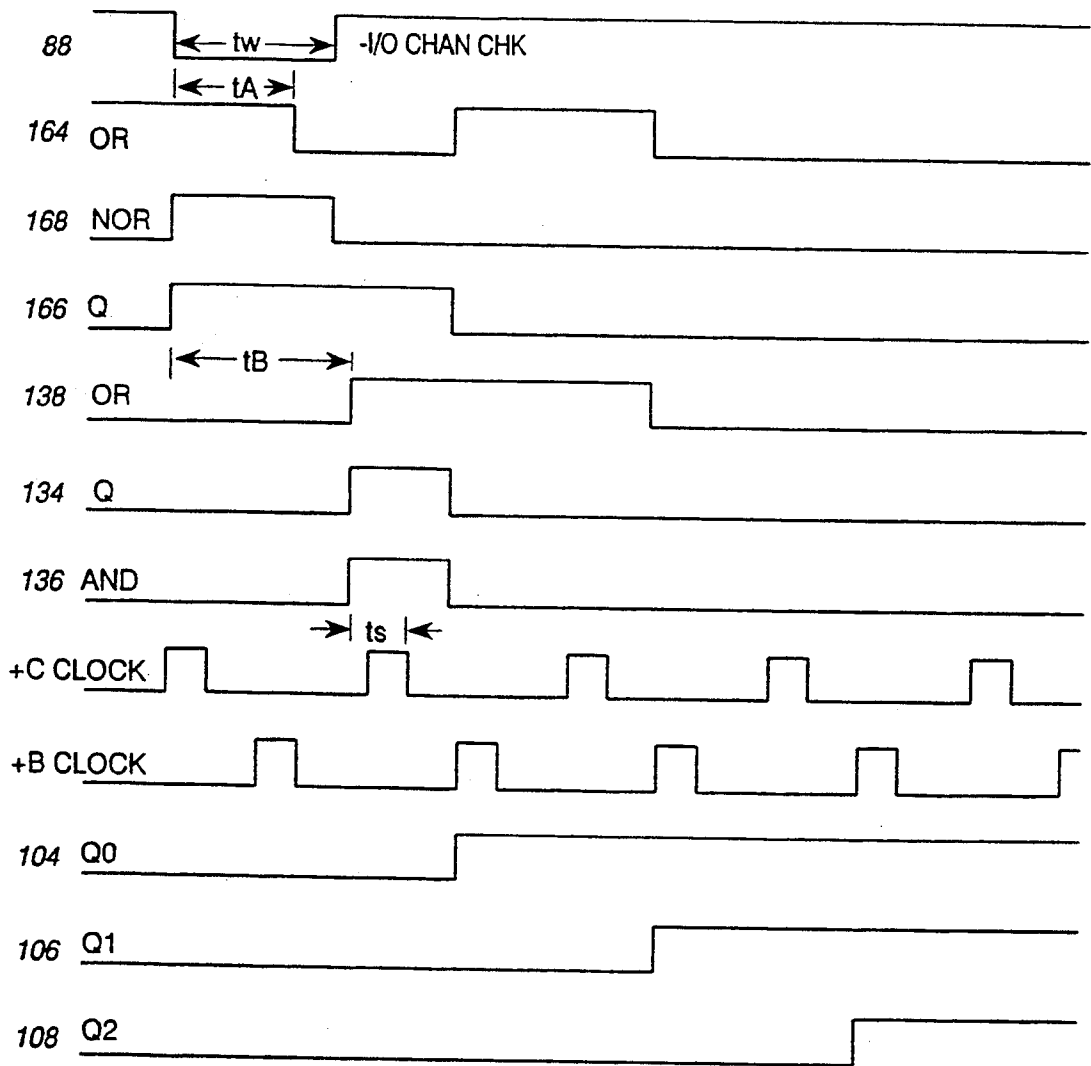 88 tw -I/O CHAN CHK
tA
164 OR
168 NOR
166 Q
tB
138 OR
134 Q
136 AND
ts
+C CLOCK
+B CLOCK
104 Q0
106 Q1
108 Q2